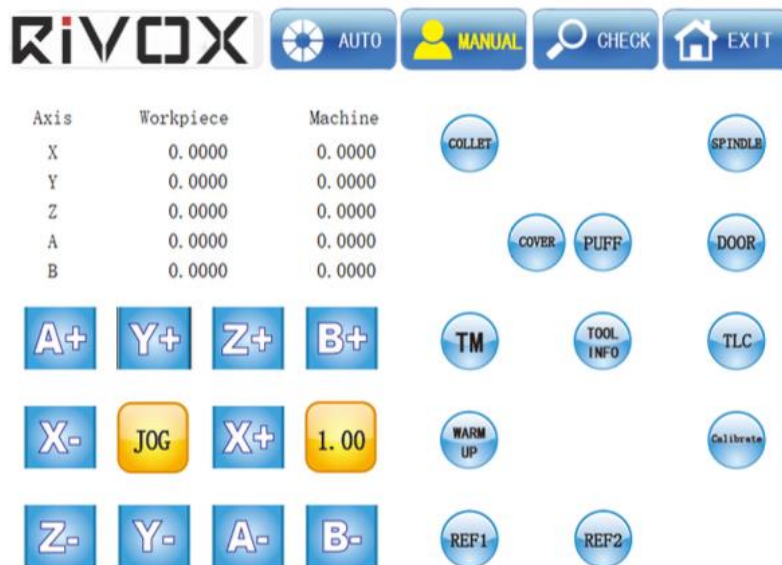 RiVOX AUTO MANUAL CHECK EXIT
Axis Workpiece Machine
X 0.0000 0.0000
Y 0.0000 0.0000
Z 0.0000 0.0000
A 0.0000 0.0000
B 0.0000 0.0000
A+ Y+ Z+ B+
X- JOG X+ 1.00
Z- Y- A- B-
COLLET SPINDLE
COVER PUFF DOOR
TM TOOL
INFO TLC
WARM
UP Calibrate
REF1 REF2